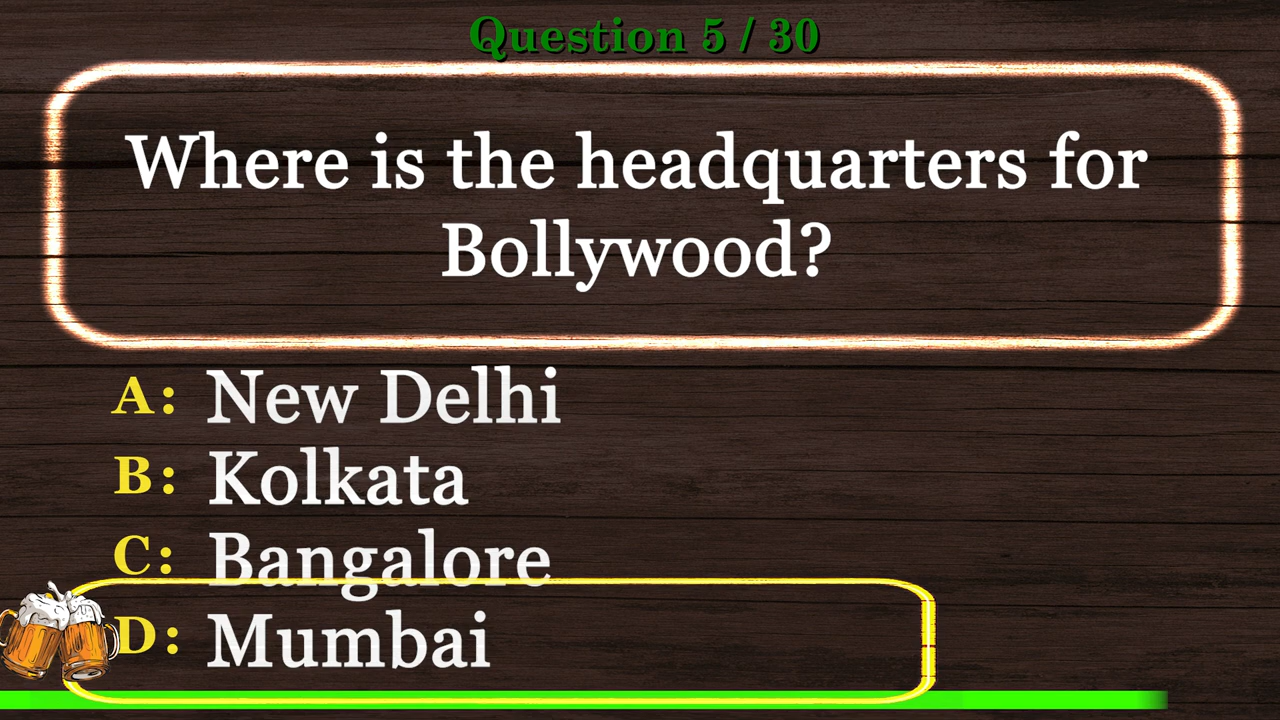 Question 5 / 30
Where is the headquarters for
Bollywood?
A: New Delhi
B: Kolkata
C: Bangalore
D: Mumbai